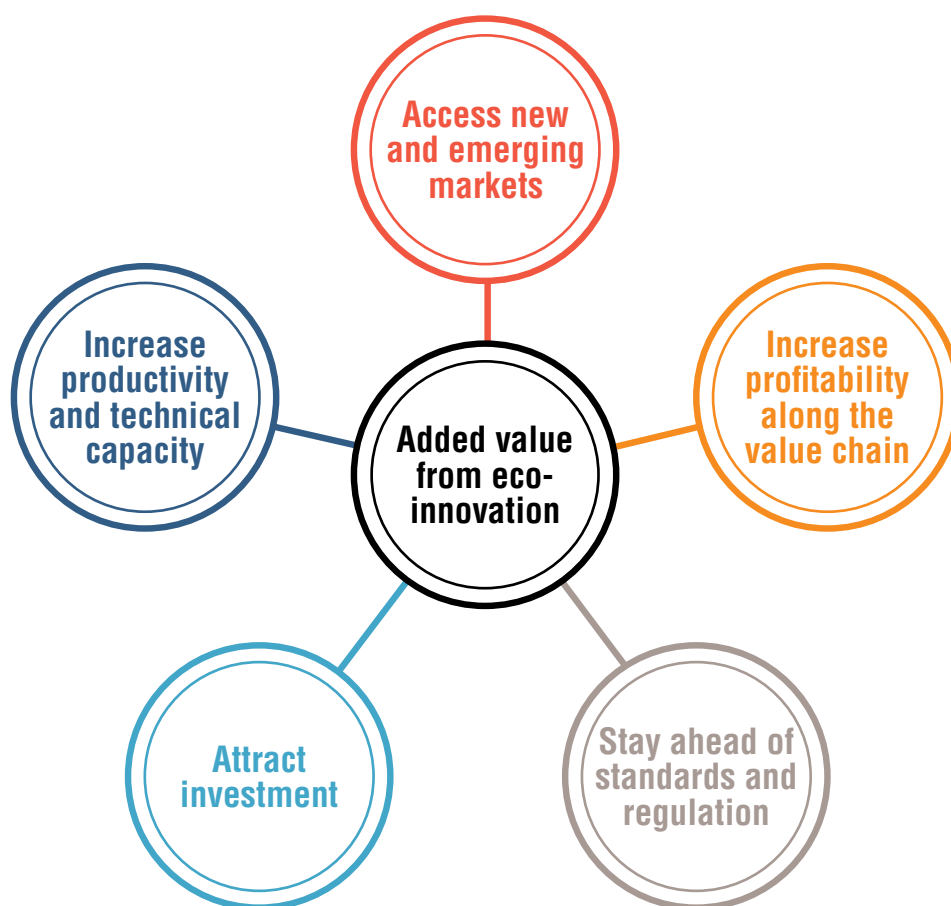 Access new
and emerging
markets
Increase
productivity
and technical
capacity
Increase
profitability
along the
value chain
Added value
from eco-
innovation
Attract
investment
Stay ahead of
standards and
regulation